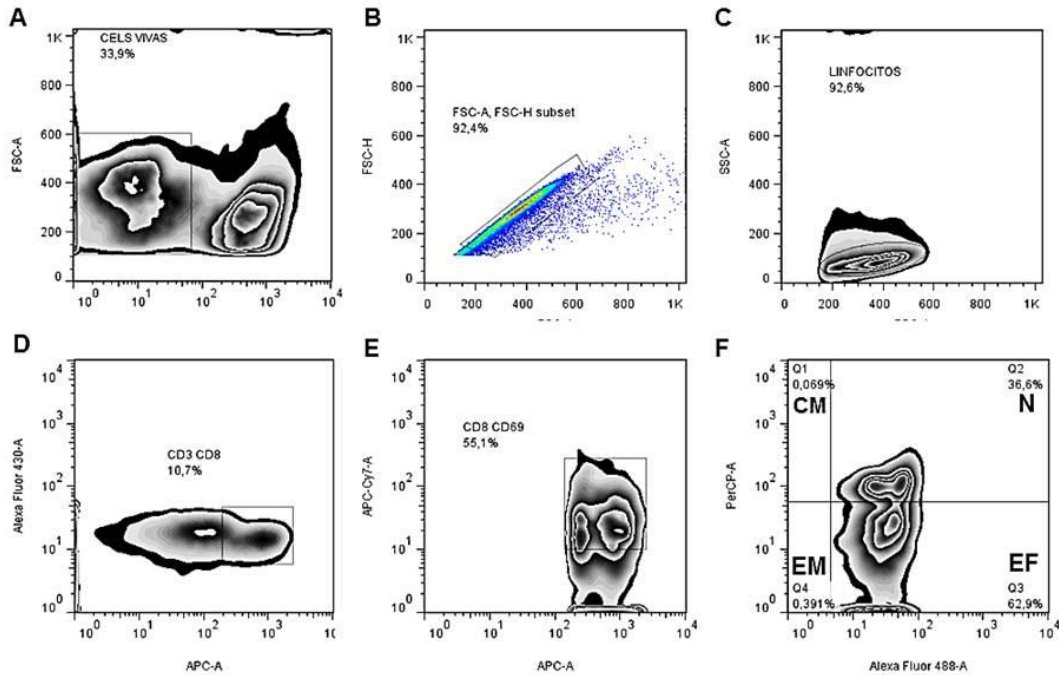 A
CELS VIVAS
33,9%
FSC-A
1K
800
600
400
200
0
10^0
10^1
10^2
10^3
10^4
B
FSC-A, FSC-H subset
92,4%
FSC-H
1K
800
600
400
200
0
0
200
400
600
800
1K
C
LINFOCITOS
92,6%
SSC-A
1K
800
600
400
200
0
0
200
400
600
800
1K
D
CD3 CD8
10,7%
Alexa Fluor 430-A
10^4
10^3
10^2
10^1
10^0
10^0
10^1
10^2
10^3
10^4
APC-A
E
CD8 CD69
55,1%
APC-Cy7-A
10^4
10^3
10^2
10^1
10^0
10^0
10^1
10^2
10^3
10^4
APC-A
F
Q1
0,069%
CM
Q2
36,6%
N
PerCP-A
10^4
10^3
10^2
10^1
10^0
EM
Q4
0,391%
EF
Q3
62,9%
10^0
10^1
10^2
10^3
10^4
Alexa Fluor 488-A